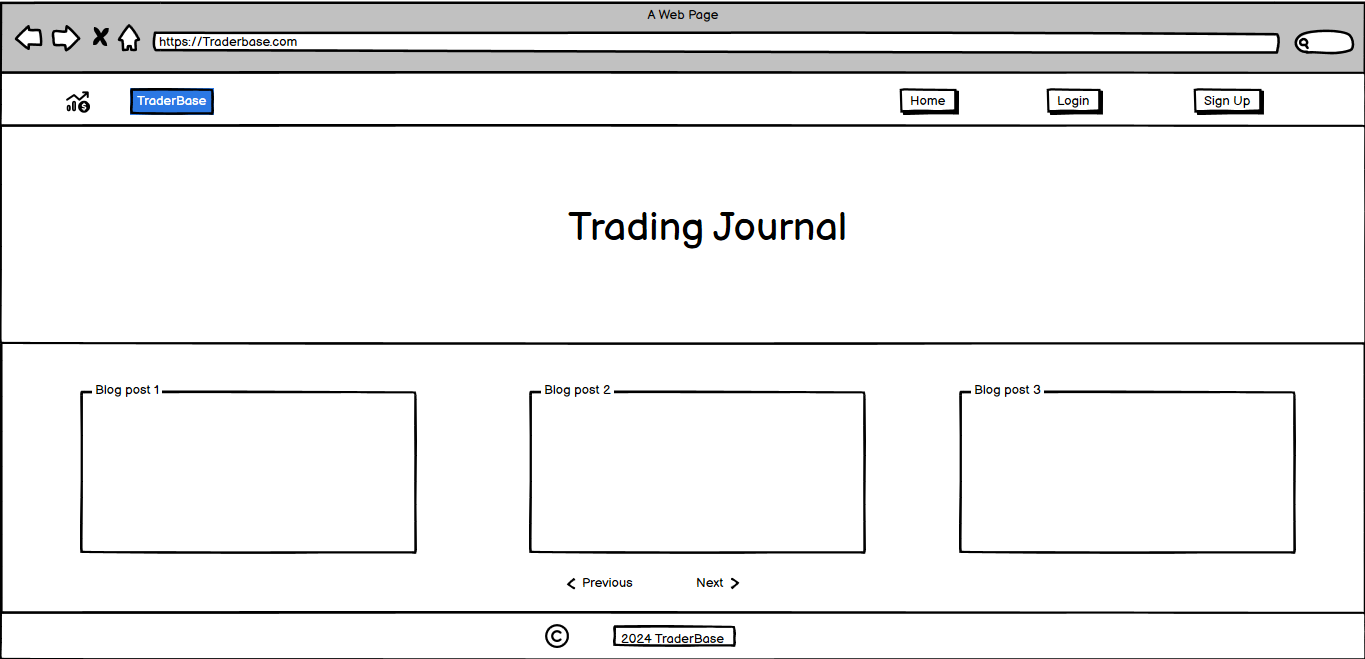 A Web Page
https://Traderbase.com
TraderBase
Home
Login
Sign Up
Trading Journal
Blog post 1
Blog post 2
Blog post 3
Previous
Next
© 2024 TraderBase